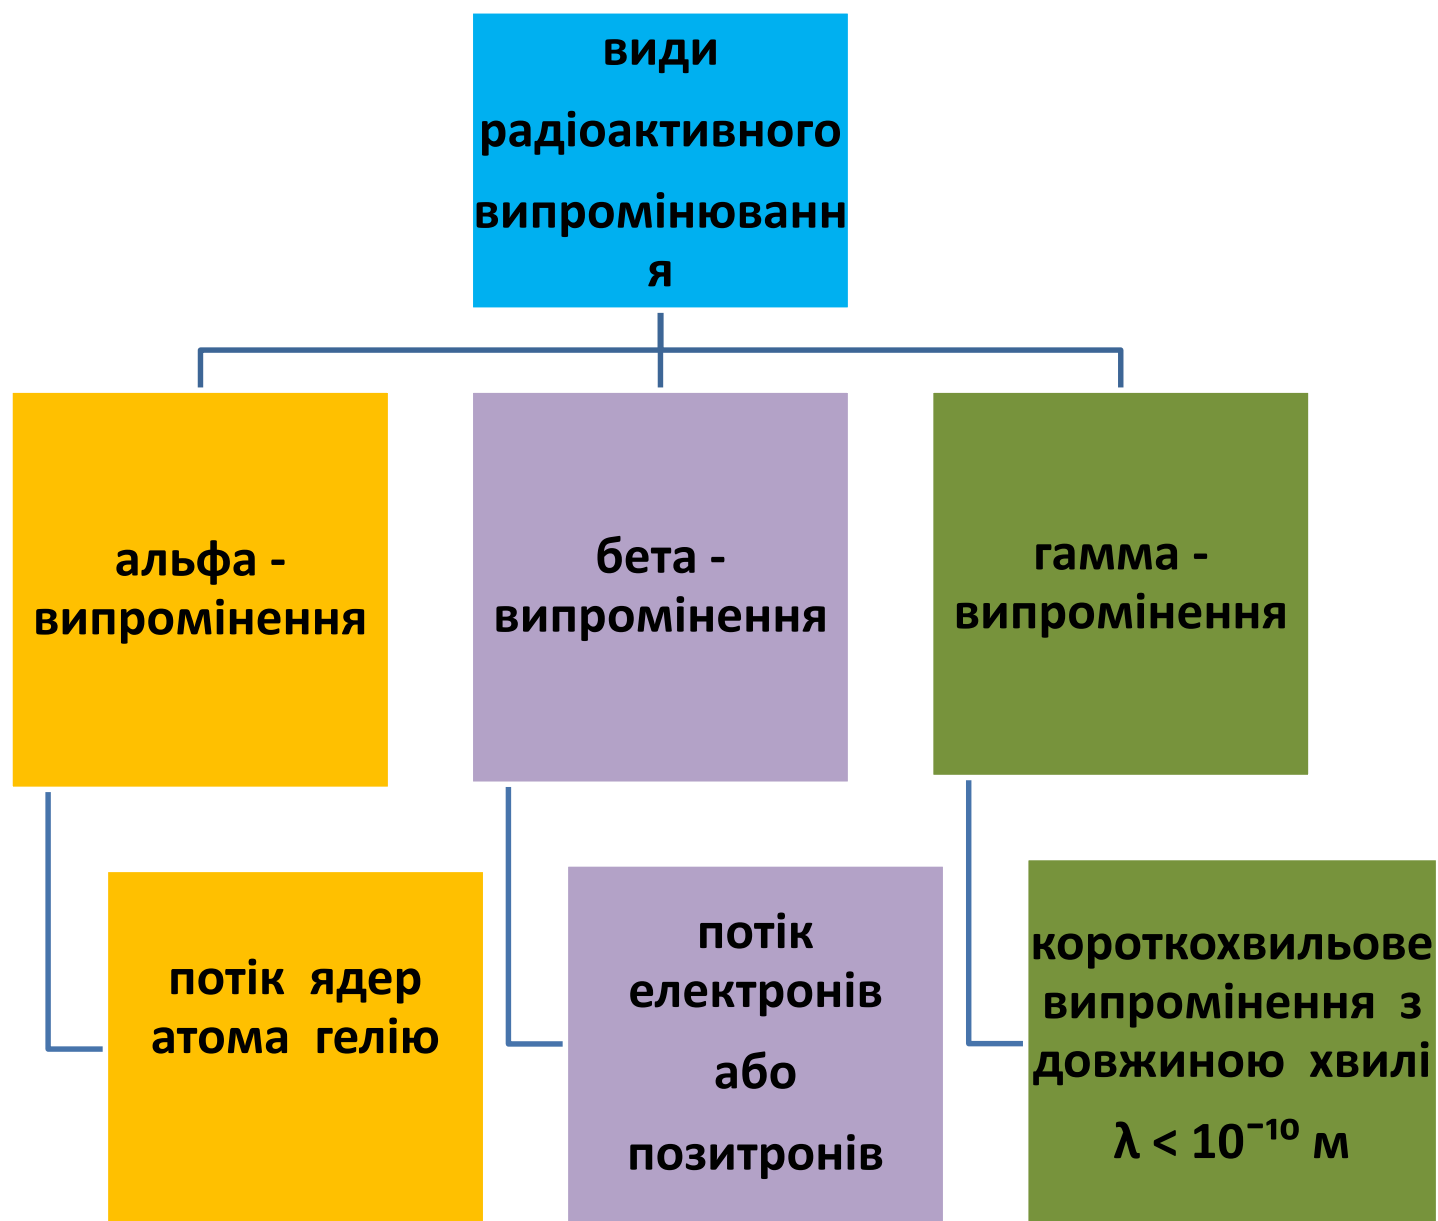 види
радіоактивного
випромінюванн
я
альфа -
випромінення
бета -
випромінення
гамма -
випромінення
потік ядер
атома гелію
потік
електронів
або
позитронів
короткохвильове
випромінення з
довжиною хвилі
λ < 10⁻¹⁰ м